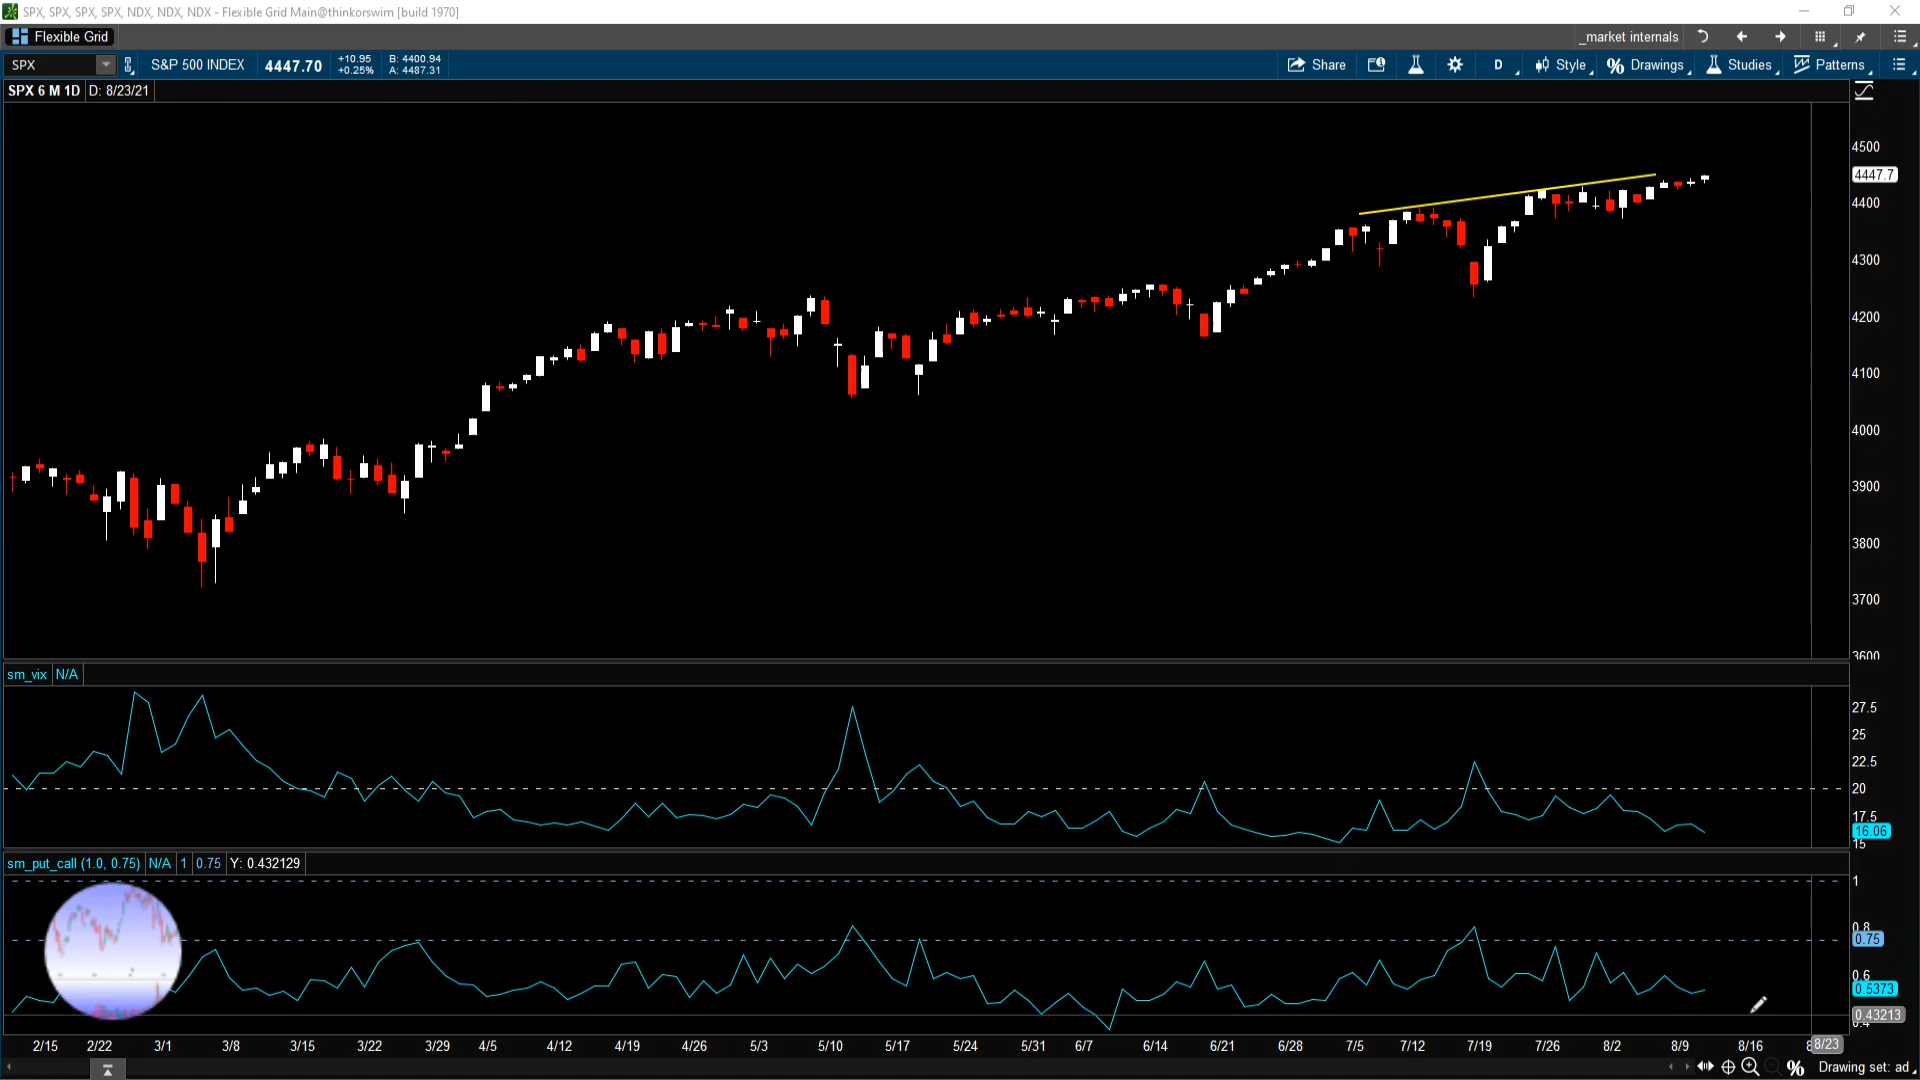 SPX, SPX, SPX, SPX, NDX, NDX, NDX - Flexible Grid Main@thinkorswim [build 1970]
Flexible Grid
_market internals
SPX
S&P 500 INDEX
4447.70
+10.95
+0.25%
B: 4400.94
A: 4487.31
Share
D
Style
% Drawings
Studies
Patterns
SPX 6 M 1D
D: 8/23/21
4500
4447.7
4400
4300
4200
4100
4000
3900
3800
3700
3600
sm_vix
N/A
27.5
25
22.5
20
17.5
16.06
15
sm_put_call (1.0, 0.75)
N/A
1
0.75
Y: 0.432129
1
0.8
0.75
0.6
0.5373
0.43213
0.4
2/15 2/22 3/1 3/8 3/15 3/22 3/29 4/5 4/12 4/19 4/26 5/3 5/10 5/17 5/24 5/31 6/7 6/14 6/21 6/28 7/5 7/12 7/19 7/26 8/2 8/9 8/16 8/23
% Drawing set: ad